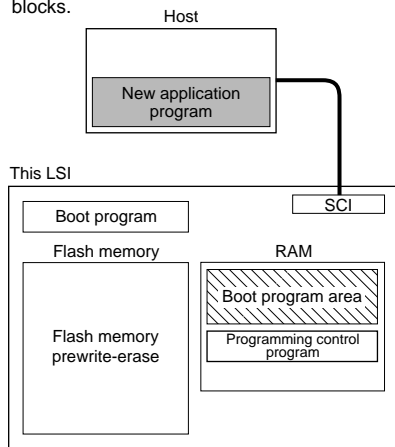 blocks.
Host
New application
program
This LSI
SCI
Boot program
Flash memory
RAM
Boot program area
Flash memory
prewrite-erase
Programming control
program